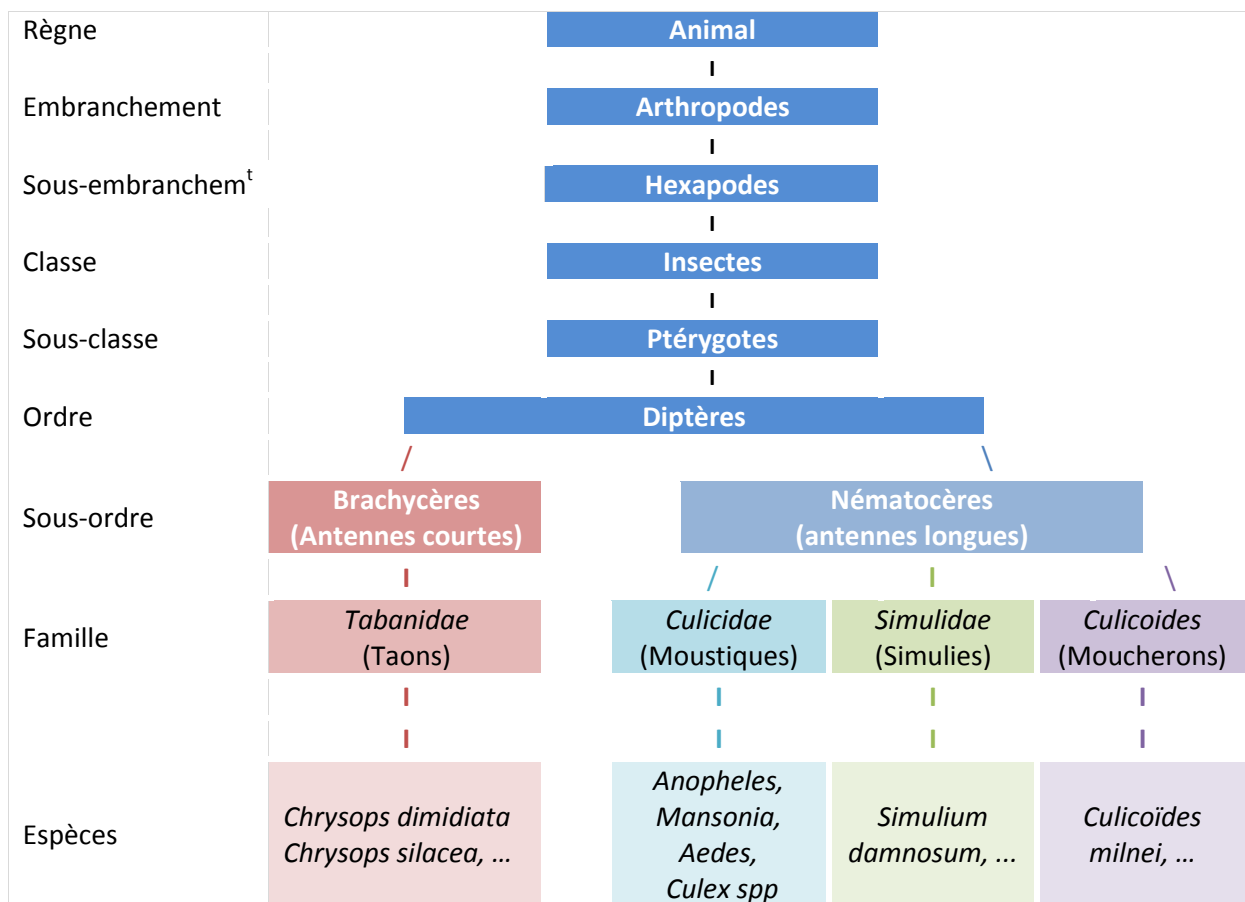 Règne
Animal
Embranchement
Arthropodes
Sous-embranchemᵗ
Hexapodes
Classe
Insectes
Sous-classe
Ptérygotes
Ordre
Diptères
Sous-ordre
Brachycères
(Antennes courtes)
Nématocères
(antennes longues)
Famille
Tabanidae
(Taons)
Culicidae
(Moustiques)
Simulidae
(Simulies)
Culicoides
(Moucherons)
Espèces
Chrysops dimidiata
Chrysops silacea, ...
Anopheles,
Mansonia,
Aedes,
Culex spp
Simulium
damnosum, ...
Culicoïdes
milnei, ...